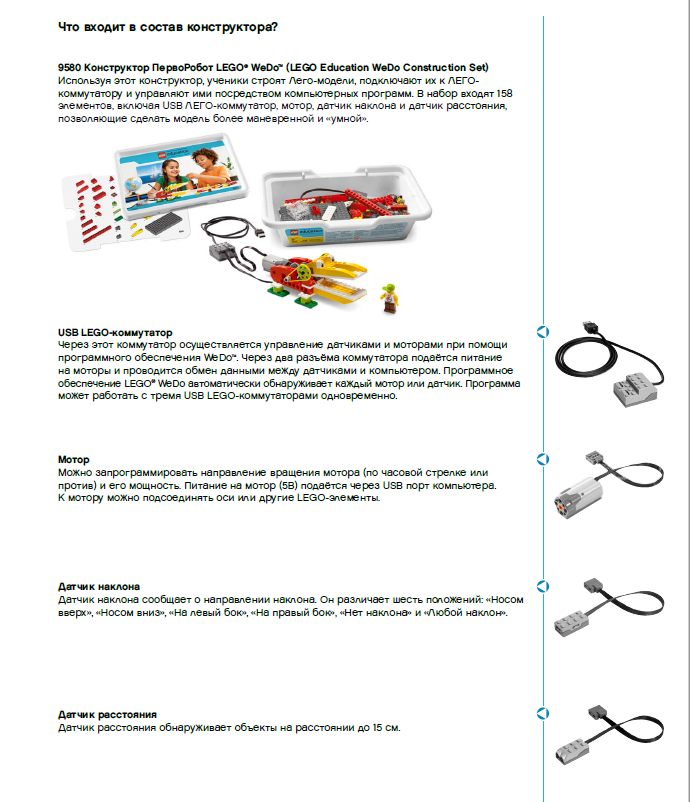 Что входит в состав конструктора?
9580 Конструктор ПервоРобот LEGO® WeDo™ (LEGO Education WeDo Construction Set)
Используя этот конструктор, ученики строят Лего-модели, подключают их к ЛЕГО-
коммутатору и управляют ими посредством компьютерных программ. В набор входят 158
элементов, включая USB ЛЕГО-коммутатор, мотор, датчик наклона и датчик расстояния,
позволяющие сделать модель более маневренной и «умной».
USB LEGO-коммутатор
Через этот коммутатор осуществляется управление датчиками и моторами при помощи
программного обеспечения WeDo™. Через два разъёма коммутатора подаётся питание
на моторы и проводится обмен данными между датчиками и компьютером. Программное
обеспечение LEGO® WeDo автоматически обнаруживает каждый мотор или датчик. Программа
может работать с тремя USB LEGO-коммутаторами одновременно.
Мотор
Можно запрограммировать направление вращения мотора (по часовой стрелке или
против) и его мощность. Питание на мотор (5В) подаётся через USB порт компьютера.
К мотору можно подсоединять оси или другие LEGO-элементы.
Датчик наклона
Датчик наклона сообщает о направлении наклона. Он различает шесть положений: «Носом
вверх», «Носом вниз», «На левый бок», «На правый бок», «Нет наклона» и «Любой наклон».
Датчик расстояния
Датчик расстояния обнаруживает объекты на расстоянии до 15 см.